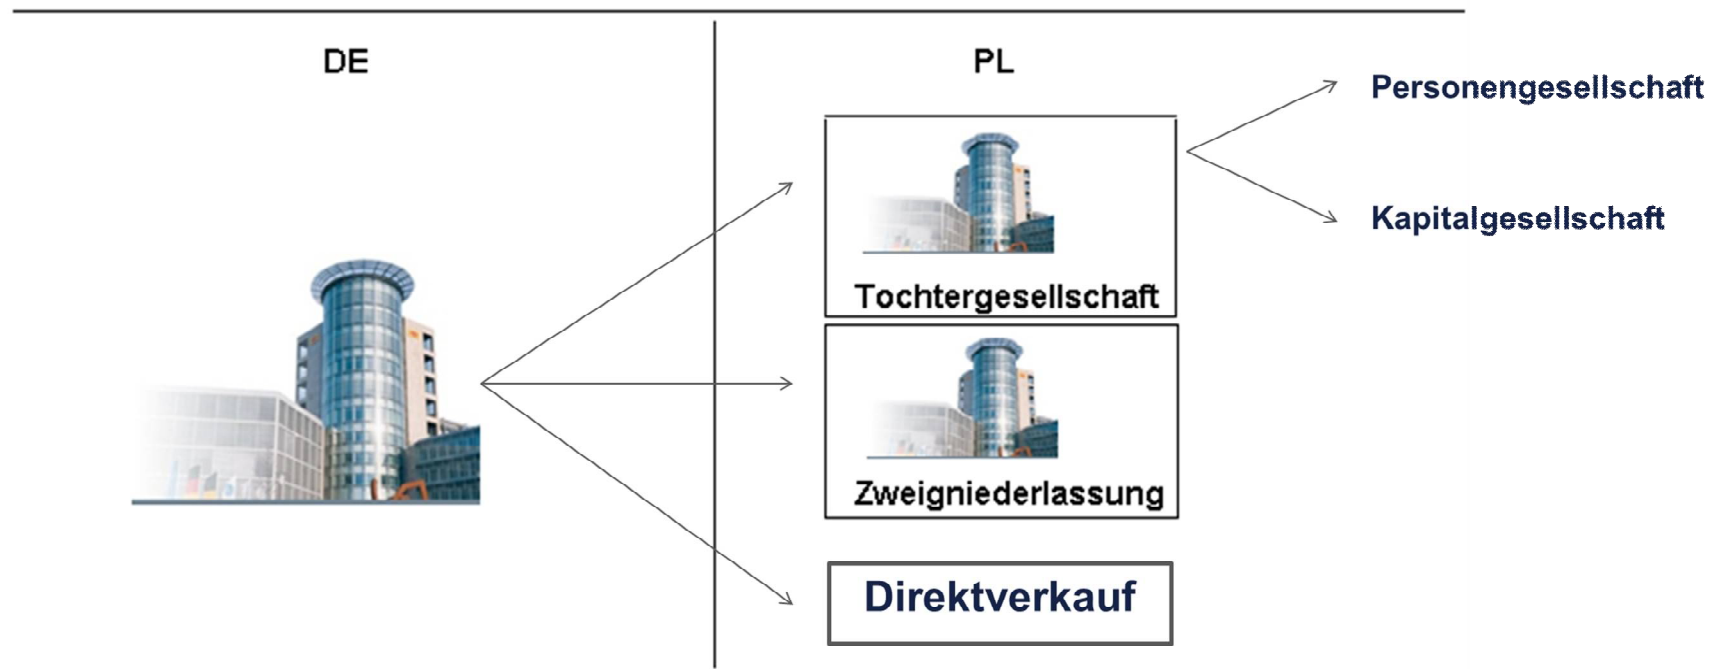 DE
PL
Personengesellschaft
Kapitalgesellschaft
Tochtergesellschaft
Zweigniederlassung
Direktverkauf